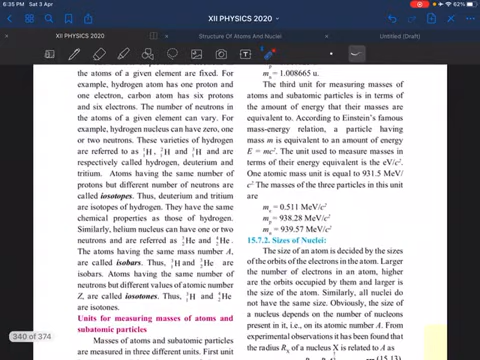 6:35 PM Sat 3 Apr
62%
XII PHYSICS 2020
XII PHYSICS 2020
Structure Of Atoms And Nuclei
Untitled (Draft)
the atoms of a given element are fixed. For
example, hydrogen atom has one proton and
one electron, carbon atom has six protons
and six electrons. The number of neutrons in
the atoms of a given element can vary. For
example, hydrogen nucleus can have zero, one
or two neutrons. These varieties of hydrogen
are referred to as ¹₁H, ²₁H and ³₁H and
are respectively called hydrogen, deuterium and
tritium. Atoms having the same number of
protons but different number of neutrons are
called isotopes. Thus, deuterium and tritium
are isotopes of hydrogen. They have the same
chemical properties as those of hydrogen.
Similarly, helium nucleus can have one or two
neutrons and are referred as ³₂He and ⁴₂He.
The atoms having the same mass number A,
are called isobars. Thus, ³₁H and ³₂He are
isobars. Atoms having the same number of
neutrons but different values of atomic number
Z, are called isotones. Thus, ³₁H and ⁴₂He
are isotones.
Units for measuring masses of atoms and
subatomic particles
Masses of atoms and subatomic particles
are measured in three different units. First unit
340 of 374
mₙ = 1.008665 u.
The third unit for measuring masses of
atoms and subatomic particles is in terms of
the amount of energy that their masses are
equivalent to. According to Einstein's famous
mass-energy relation, a particle having
mass m is equivalent to an amount of energy
E = mc². The unit used to measure masses in
terms of their energy equivalent is the eV/c².
One atomic mass unit is equal to 931.5 MeV/
c². The masses of the three particles in this unit
are
mₑ = 0.511 MeV/c²
mₚ = 938.28 MeV/c²
mₙ = 939.57 MeV/c²
15.7.2. Sizes of Nuclei:
The size of an atom is decided by the sizes
of the orbits of the electrons in the atom. Larger
the number of electrons in an atom, higher
are the orbits occupied by them and larger is
the size of the atom. Similarly, all nuclei do
not have the same size. Obviously, the size of
a nucleus depends on the number of nucleons
present in it, i.e., on its atomic number A. From
experimental observations it has been found that
the radius Rₓ of a nucleus X is related to A as